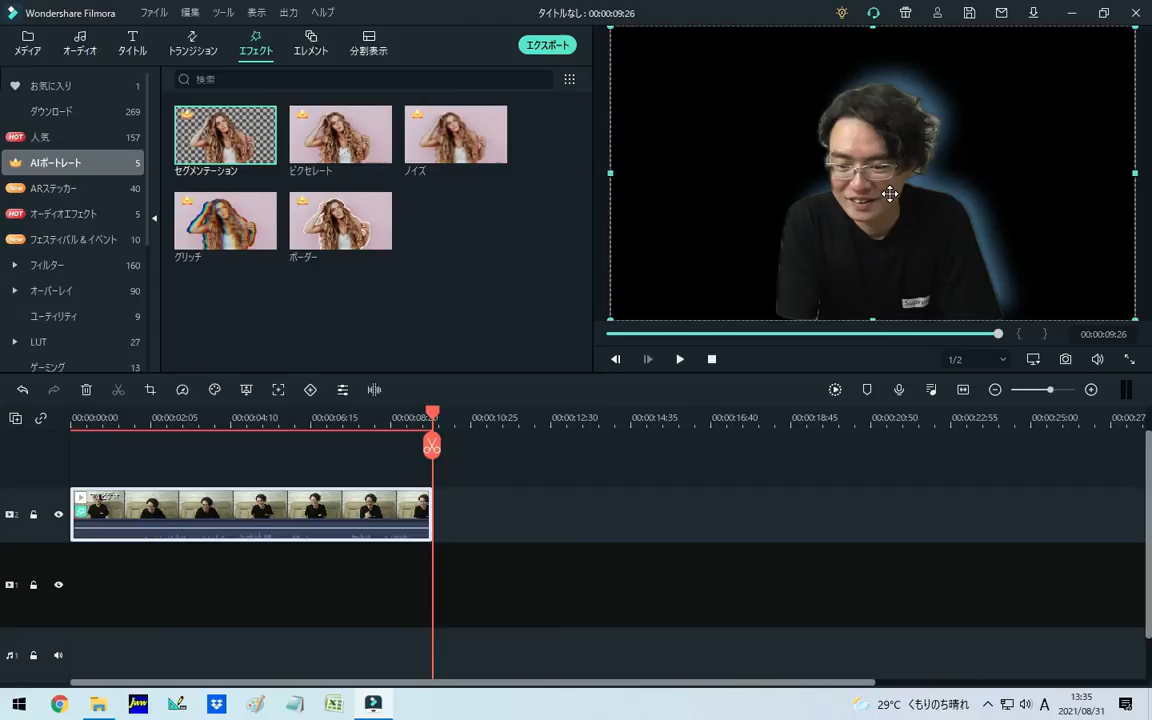 Wondershare Filmora ファイル 編集 ツール 表示 出力 ヘルプ タイトルなし : 00:00:09:26
メディア オーディオ タイトル トランジション エフェクト エレメント 分割表示 エクスポート
お気に入り 1
ダウンロード 269
HOT 人気 157
AIポートレート 5
New ARステッカー 40
HOT オーディオエフェクト 5
New フェスティバル & イベント 10
フィルター 160
オーバーレイ 90
ユーティリティ 9
LUT 27
ゲーミング 13
検索
セグメンテーション ピクセレート ノイズ
グリッチ ボーダー
{ } 00:00:09:26
1/2
00:00:00:00 00:00:02:05 00:00:04:10 00:00:06:15 00:00:10:25 00:00:12:30 00:00:14:35 00:00:16:40 00:00:18:45 00:00:20:50 00:00:22:55 00:00:25:00 00:00:27
2
1
1
Jww
29°C くもりのち晴れ A 13:35
2021/08/31